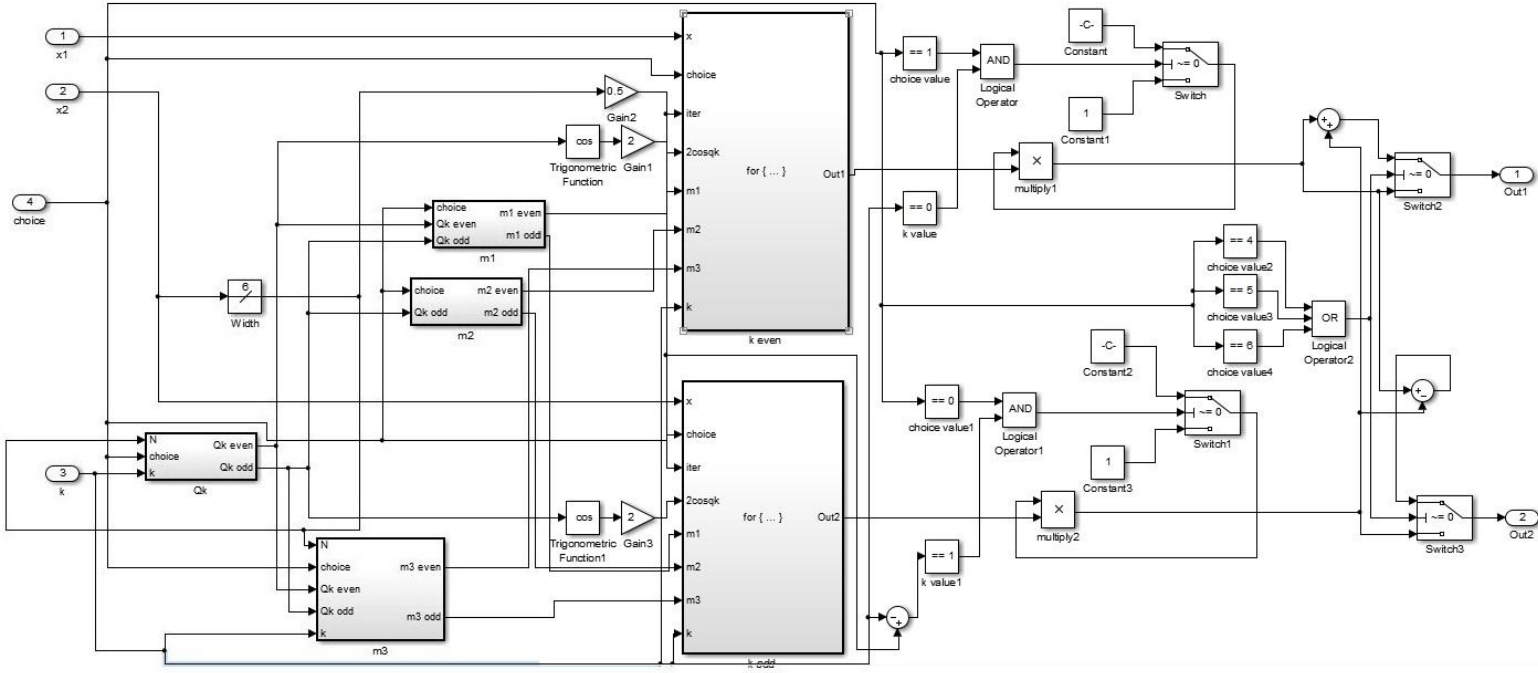 1
x1
2
x2
4
choice
3
k
6
Width
N
choice
k
Qk even
Qk odd
Qk
choice
Qk even
Qk odd
m1 even
m1 odd
m1
choice
Qk odd
m2 even
m2 odd
m2
N
choice
Qk even
Qk odd
k
m3 even
m3 odd
m3
0.5
Gain2
cos
Trigonometric
Function
2
Gain1
cos
Trigonometric
Function1
2
Gain3
x
choice
iter
2cosqk
m1
m2
m3
k
for { ... }
Out1
k even
x
choice
iter
2cosqk
m1
m2
m3
k
for { ... }
Out2
k odd
== 1
choice value
AND
Logical
Operator
-C-
Constant
1
Constant1
~= 0
Switch
×
multiply1
== 0
k value
== 4
choice value2
== 5
choice value3
== 6
choice value4
OR
Logical
Operator2
-C-
Constant2
== 0
choice value1
AND
Logical
Operator1
1
Constant3
~= 0
Switch1
×
multiply2
== 1
k value1
−
+
+
+
~= 0
Switch2
1
Out1
+
−
~= 0
Switch3
2
Out2